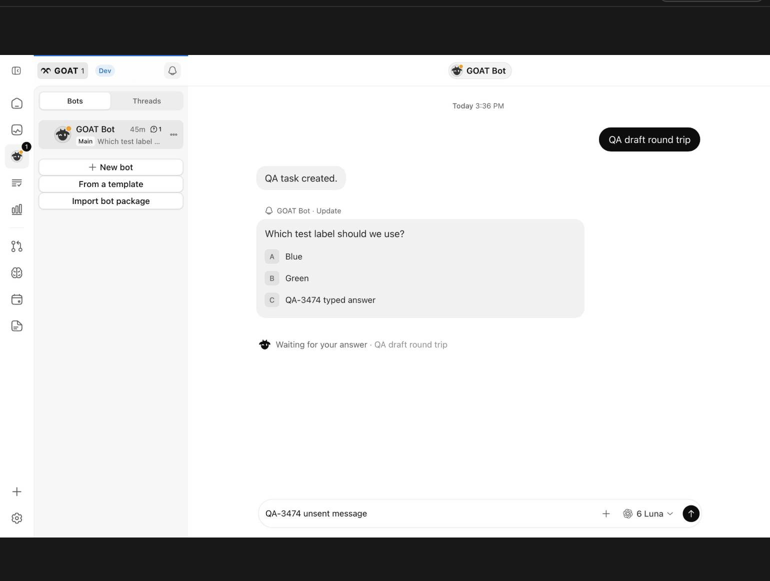 GOAT 1
Dev
GOAT Bot
Bots
Threads
1
GOAT Bot 45m 1
Main Which test label ...
New bot
From a template
Import bot package
Today 3:36 PM
QA draft round trip
QA task created.
GOAT Bot · Update
Which test label should we use?
A Blue
B Green
C QA-3474 typed answer
Waiting for your answer · QA draft round trip
QA-3474 unsent message
6 Luna